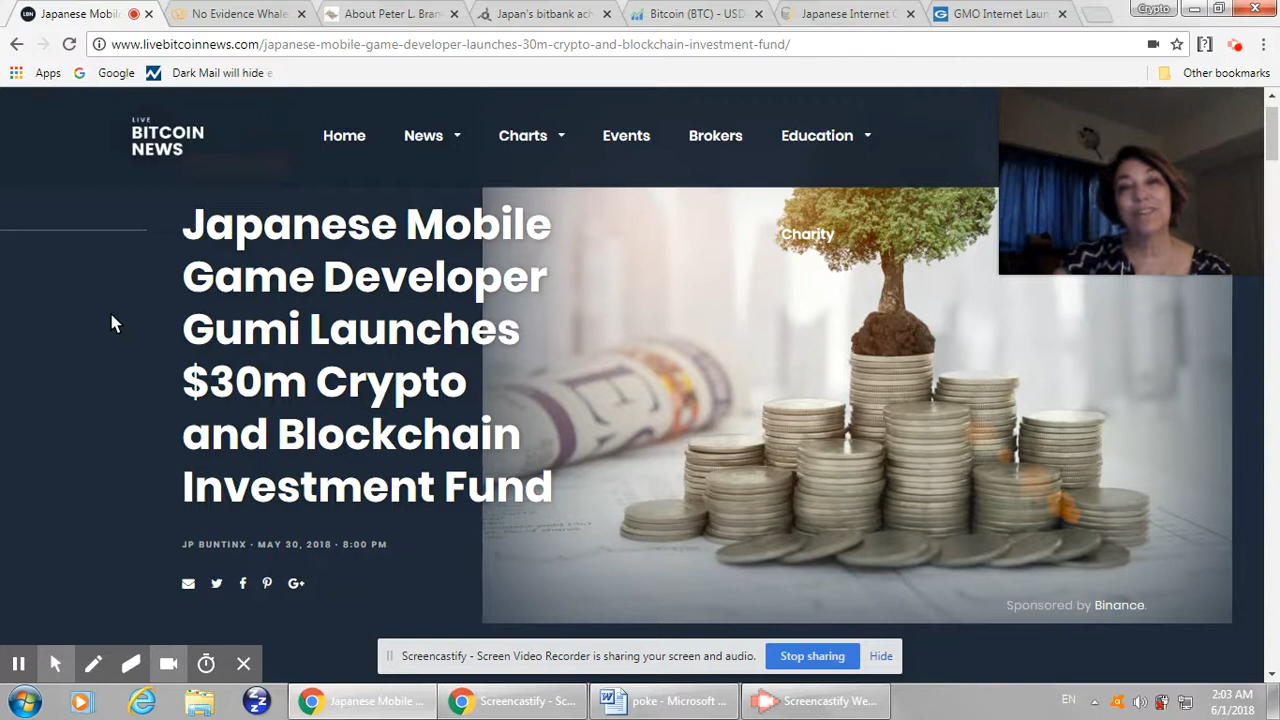 Japanese Mobil
No Evidence Whale
About Peter L. Bran
Japan's bitbank ac
Bitcoin (BTC) - USD
Japanese Internet C
GMO Internet Laun
Crypto
www.livebitcoinnews.com/japanese-mobile-game-developer-launches-30m-crypto-and-blockchain-investment-fund/
Apps
Google
Dark Mail will hide e
Other bookmarks
LIVE
BITCOIN
NEWS
Home
News
Charts
Events
Brokers
Education
Charity
Japanese Mobile
Game Developer
Gumi Launches
$30m Crypto
and Blockchain
Investment Fund
JP BUNTINX · MAY 30, 2018 · 8:00 PM
Sponsored by Binance.
Screencastify - Screen Video Recorder is sharing your screen and audio.
Stop sharing
Hide
Japanese Mobile ...
Screencastify - Sc...
poke - Microsoft ...
Screencastify We...
EN
2:03 AM
6/1/2018